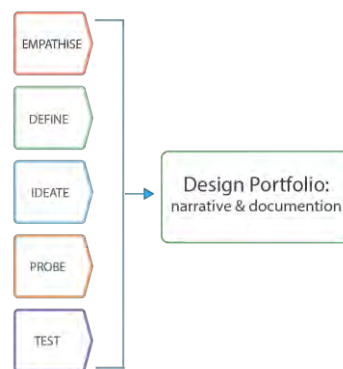 EMPATHISE
DEFINE
IDEATE
PROBE
TEST
Design Portfolio:
narrative & documention